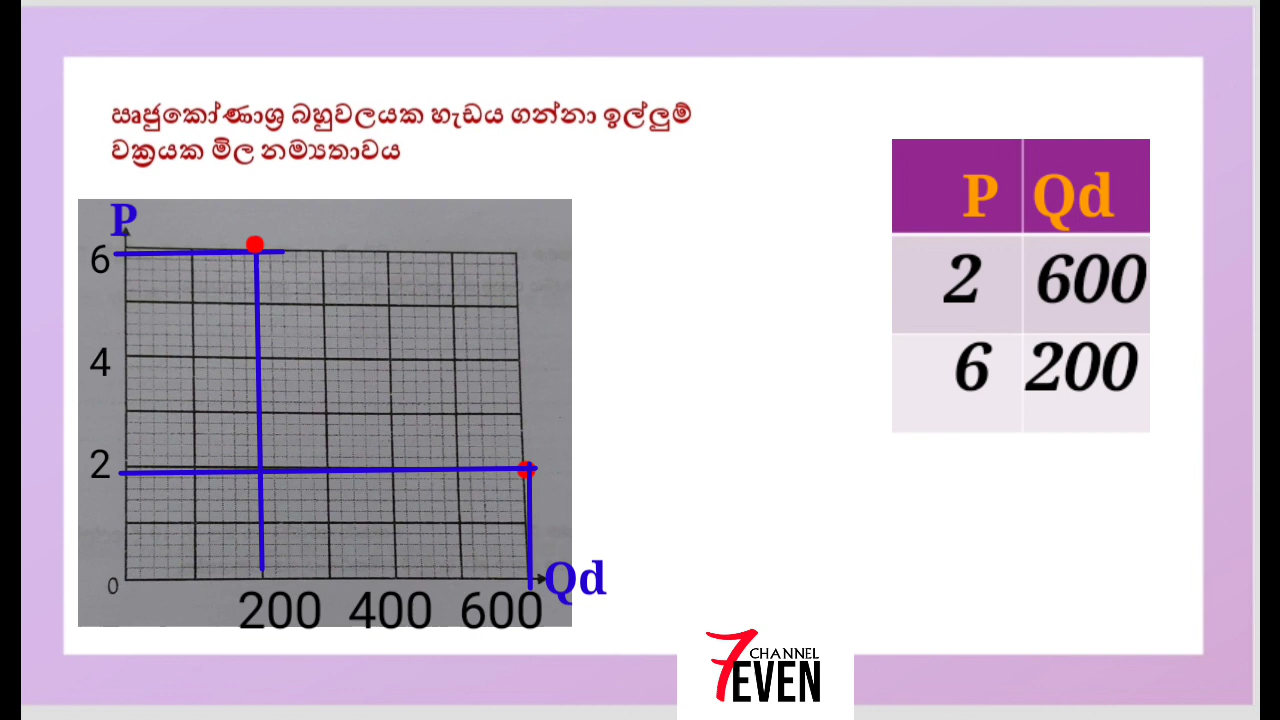 සෘජුකෝණාශ්‍ර බහුවලයක හැඩය ගන්නා ඉල්ලුම්
වක්‍රයක මිල නම්‍යතාවය
P
6
4
2
0
200 400 600
Qd
P Qd
2 600
6 200
7 CHANNEL
EVEN